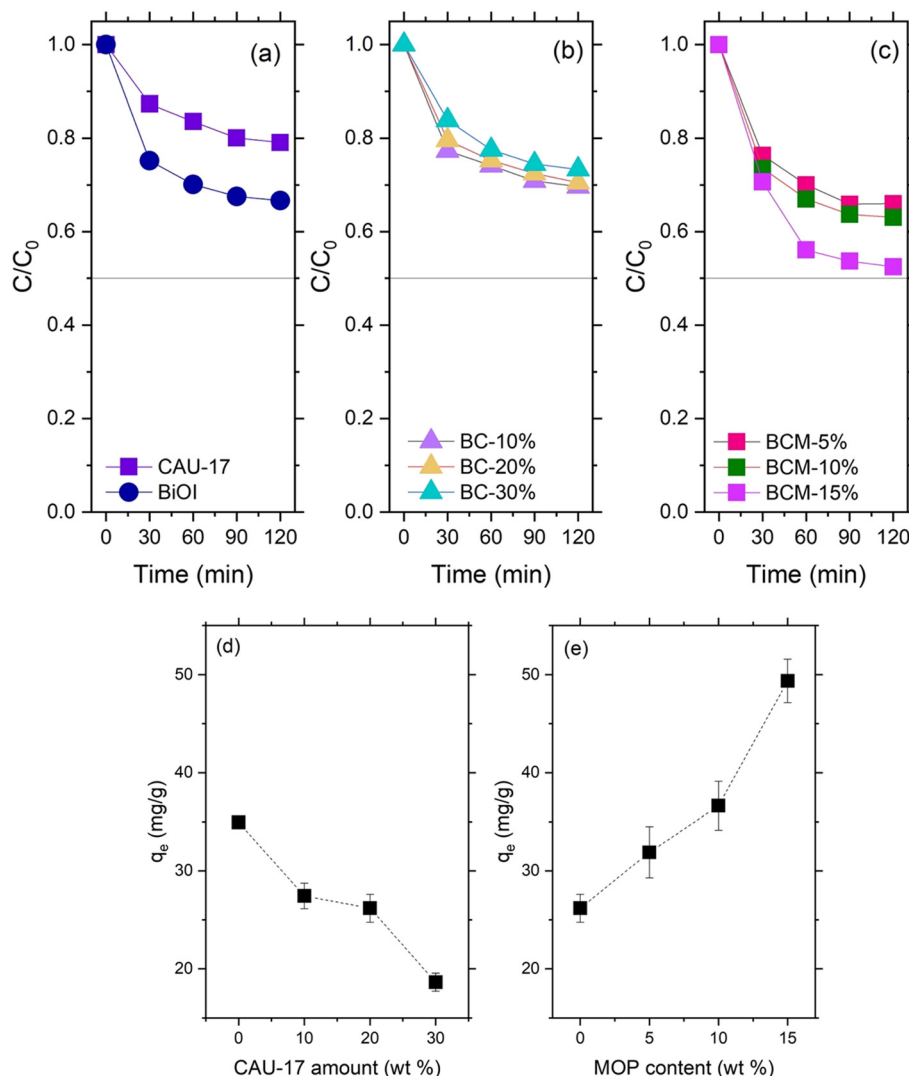 (a)
1.0
0.8
0.6
0.4
0.2
0.0
C/C0
CAU-17
BiOI
0 30 60 90 120
Time (min)
(b)
1.0
0.8
0.6
0.4
0.2
0.0
C/C0
BC-10%
BC-20%
BC-30%
0 30 60 90 120
Time (min)
(c)
1.0
0.8
0.6
0.4
0.2
0.0
C/C0
BCM-5%
BCM-10%
BCM-15%
0 30 60 90 120
Time (min)
(d)
50
40
30
20
qe (mg/g)
0 10 20 30
CAU-17 amount (wt %)
(e)
50
40
30
20
qe (mg/g)
0 5 10 15
MOP content (wt %)